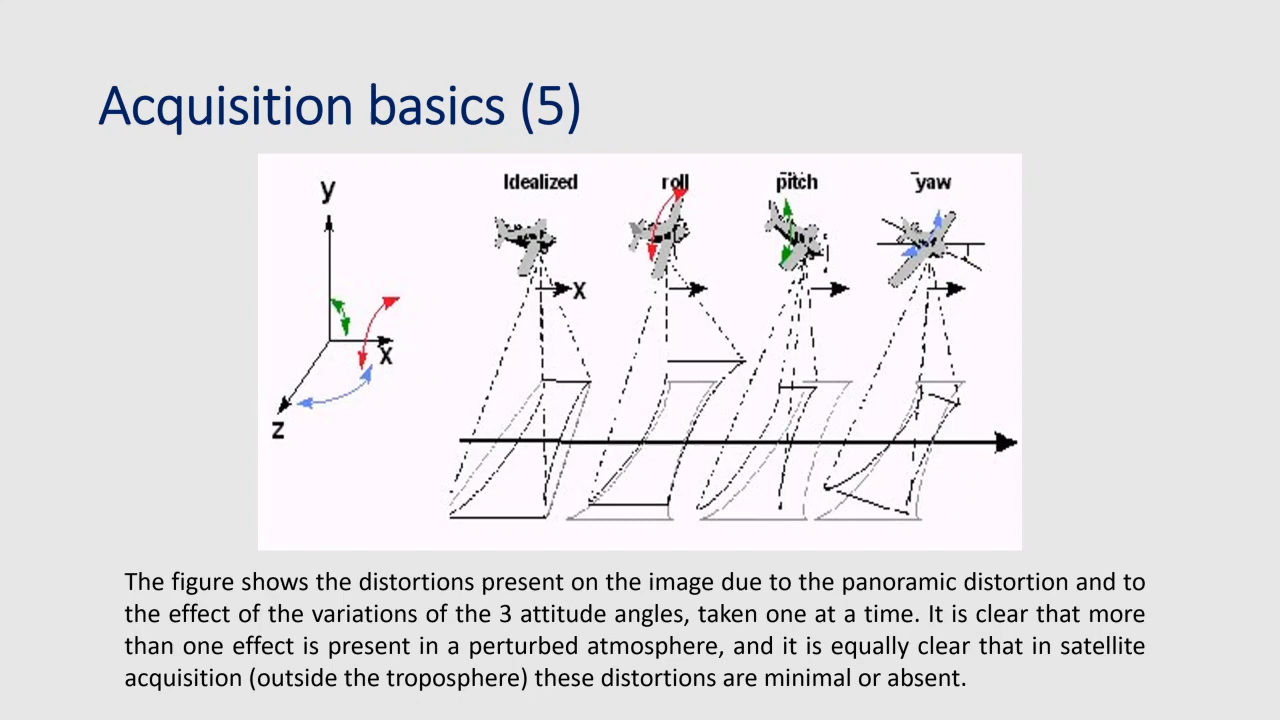 Acquisition basics (5)
y
Idealized
roll
pitch
yaw
X
X
z
The figure shows the distortions present on the image due to the panoramic distortion and to
the effect of the variations of the 3 attitude angles, taken one at a time. It is clear that more
than one effect is present in a perturbed atmosphere, and it is equally clear that in satellite
acquisition (outside the troposphere) these distortions are minimal or absent.